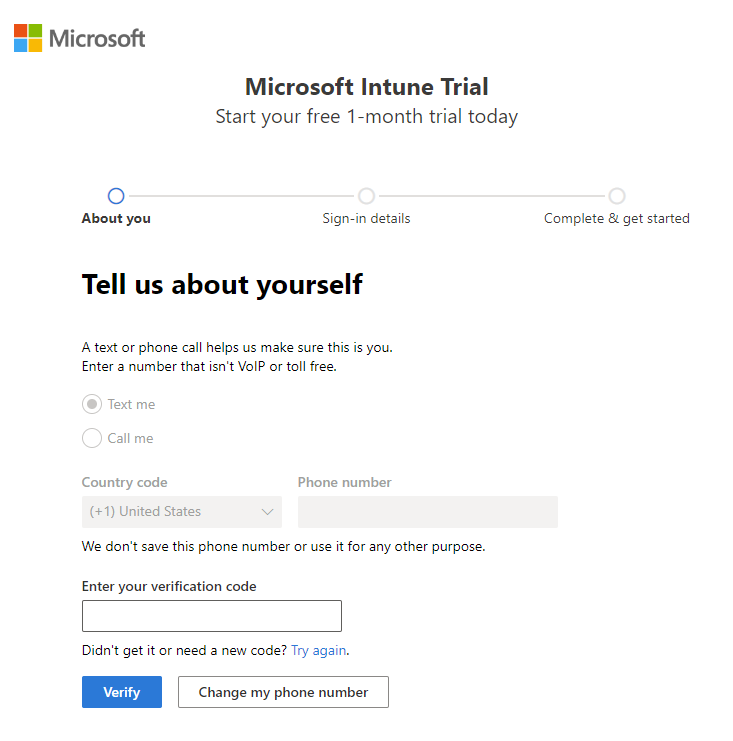 Microsoft
Microsoft Intune Trial
Start your free 1-month trial today
About you
Sign-in details
Complete & get started
Tell us about yourself
A text or phone call helps us make sure this is you.
Enter a number that isn't VoIP or toll free.
Text me
Call me
Country code
Phone number
(+1) United States
We don't save this phone number or use it for any other purpose.
Enter your verification code
Didn't get it or need a new code? Try again.
Verify
Change my phone number